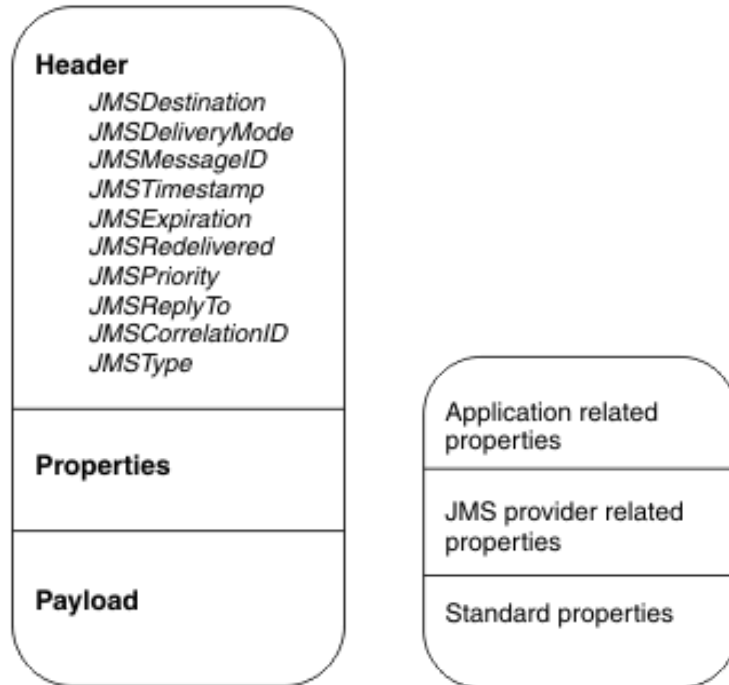 Header
JMSDestination
JMSDeliveryMode
JMSMessageID
JMSTimestamp
JMSExpiration
JMSRedelivered
JMSPriority
JMSReplyTo
JMSCorrelationID
JMSType
Properties
Payload
Application related
properties
JMS provider related
properties
Standard properties